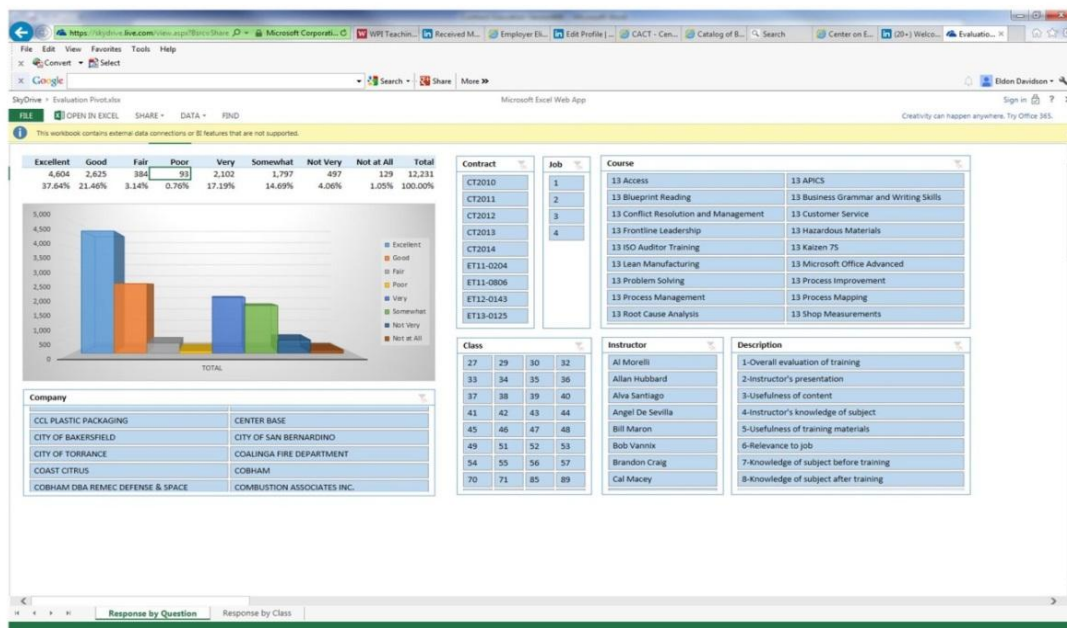 https://skydrive.live.com/view.aspx?Bsrc=Share
Microsoft Corporati...
WPI Teachin...
Received M...
Employer Eli...
Edit Profile | ...
CACT - Cen...
Catalog of B...
Search
Center on E...
(20+) Welco...
Evaluatio...
File Edit View Favorites Tools Help
x Convert Select
x Google Search Share More »
Eldon Davidson
SkyDrive Evaluation Pivot.xlsx
Microsoft Excel Web App
Sign in ?
FILE OPEN IN EXCEL SHARE DATA FIND
Creativity can happen anywhere. Try Office 365.
This workbook contains external data connections or BI features that are not supported.
Excellent Good Fair Poor Very Somewhat Not Very Not at All Total
4,604 2,625 384 93 2,102 1,797 497 129 12,231
37.64% 21.46% 3.14% 0.76% 17.19% 14.69% 4.06% 1.05% 100.00%
5,000
4,500
4,000
3,500
3,000
2,500
2,000
1,500
1,000
500
0
TOTAL
Excellent
Good
Fair
Poor
Very
Somewhat
Not Very
Not at All
Company
CCL PLASTIC PACKAGING CENTER BASE
CITY OF BAKERSFIELD CITY OF SAN BERNARDINO
CITY OF TORRANCE COALINGA FIRE DEPARTMENT
COAST CITRUS COBHAM
COBHAM DBA REMEC DEFENSE & SPACE COMBUSTION ASSOCIATES INC.
Contract
CT2010
CT2011
CT2012
CT2013
CT2014
ET11-0204
ET11-0806
ET12-0143
ET13-0125
Job
1
2
3
4
Course
13 Access 13 APICS
13 Blueprint Reading 13 Business Grammar and Writing Skills
13 Conflict Resolution and Management 13 Customer Service
13 Frontline Leadership 13 Hazardous Materials
13 ISO Auditor Training 13 Kaizen 7S
13 Lean Manufacturing 13 Microsoft Office Advanced
13 Problem Solving 13 Process Improvement
13 Process Management 13 Process Mapping
13 Root Cause Analysis 13 Shop Measurements
Class
27 29 30 32
33 34 35 36
37 38 39 40
41 42 43 44
45 46 47 48
49 51 52 53
54 55 56 57
70 71 85 89
Instructor
Al Morelli
Allan Hubbard
Alva Santiago
Angel De Sevilla
Bill Maron
Bob Vannix
Brandon Craig
Cal Macey
Description
1-Overall evaluation of training
2-Instructor's presentation
3-Usefulness of content
4-Instructor's knowledge of subject
5-Usefulness of training materials
6-Relevance to job
7-Knowledge of subject before training
8-Knowledge of subject after training
Response by Question Response by Class